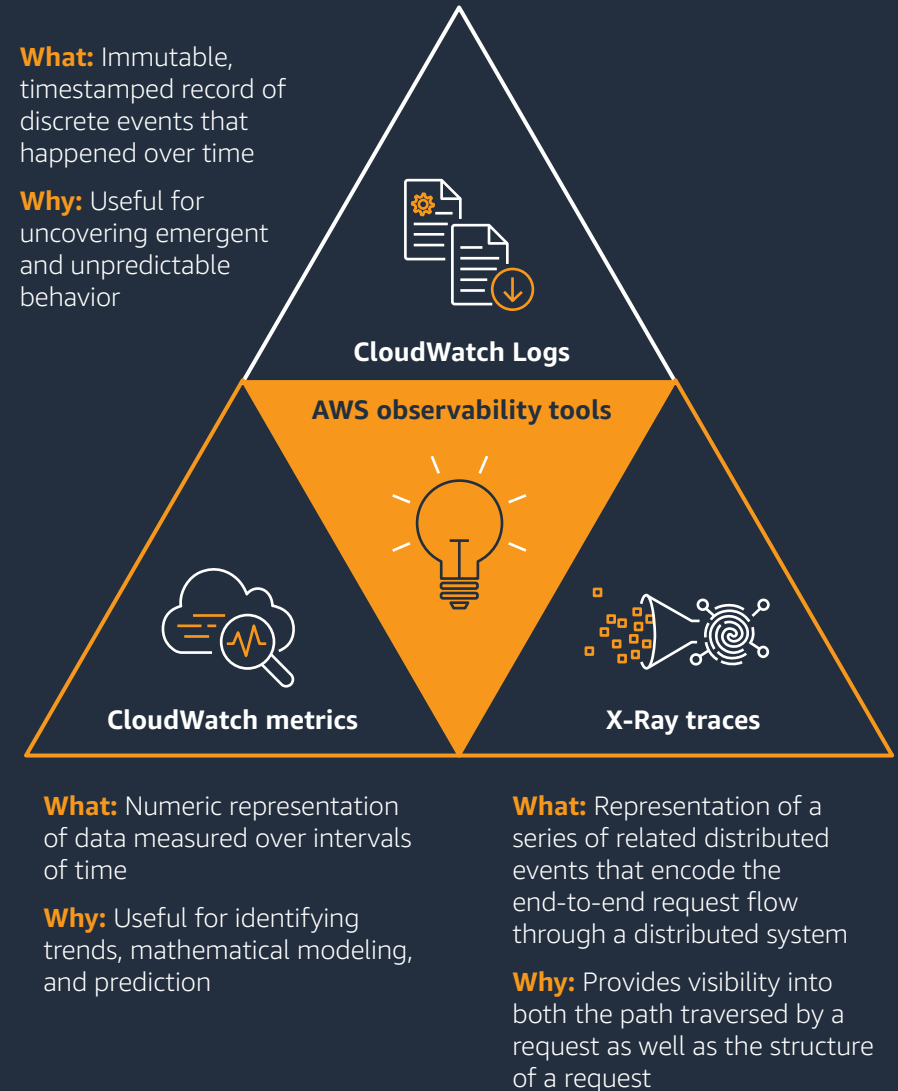 What: Immutable,
timestamped record of
discrete events that
happened over time
Why: Useful for
uncovering emergent
and unpredictable
behavior
CloudWatch Logs
AWS observability tools
CloudWatch metrics
X-Ray traces
What: Numeric representation
of data measured over intervals
of time
Why: Useful for identifying
trends, mathematical modeling,
and prediction
What: Representation of a
series of related distributed
events that encode the
end-to-end request flow
through a distributed system
Why: Provides visibility into
both the path traversed by a
request as well as the structure
of a request